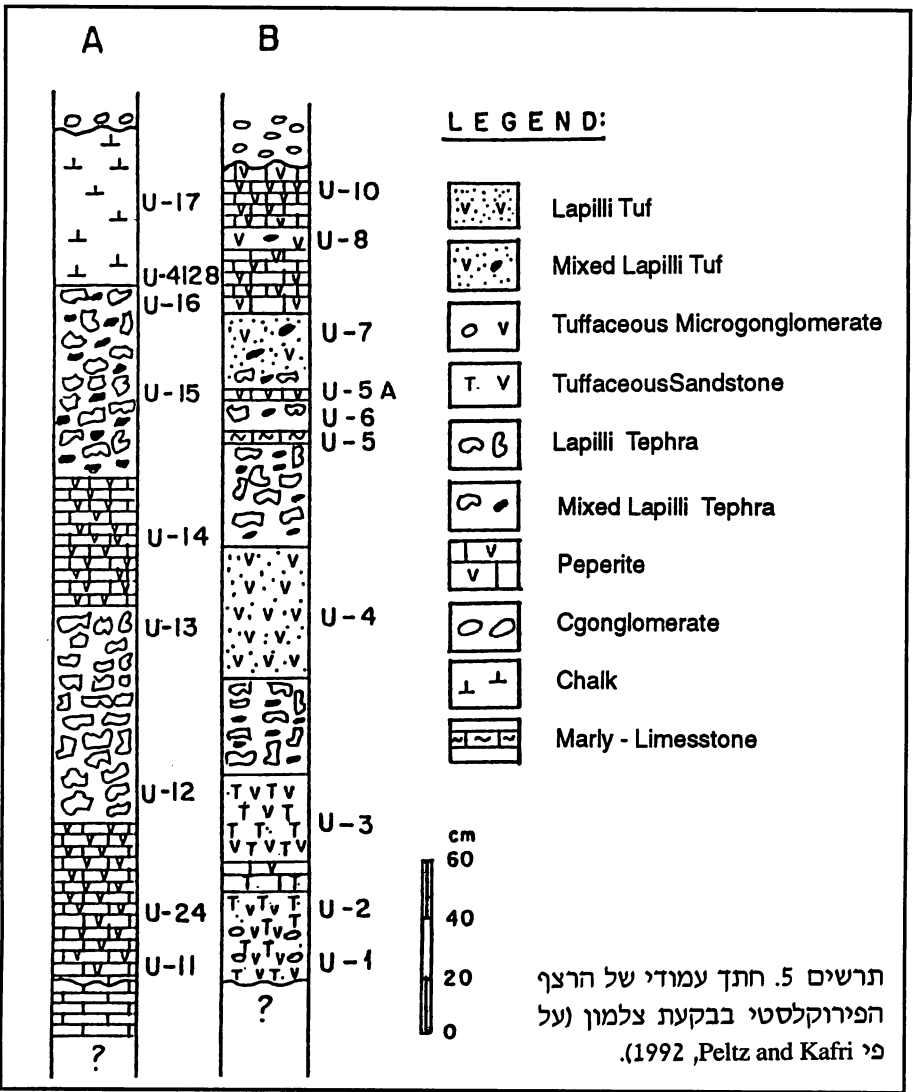 A
B
U-17
U-4128
U-16
U-15
U-14
U-13
U-12
U-24
U-11
?
U-10
U-8
U-7
U-5 A
U-6
U-5
U-4
U-3
U-2
U-1
?
LEGEND:
Lapilli Tuf
Mixed Lapilli Tuf
Tuffaceous Microgonglomerate
TuffaceousSandstone
Lapilli Tephra
Mixed Lapilli Tephra
Peperite
Cgonglomerate
Chalk
Marly - Limesstone
cm
60
40
20
0
תרשים 5. חתך עמודי של הרצף
הפירוקלסטי בבקעת צלמון (על
פי Peltz and Kafri, 1992).